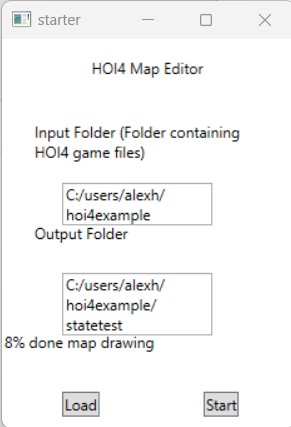 starter
HOI4 Map Editor
Input Folder (Folder containing
HOI4 game files)
C:/users/alexh/
hoi4example
Output Folder
C:/users/alexh/
hoi4example/
statetest
8% done map drawing
Load
Start